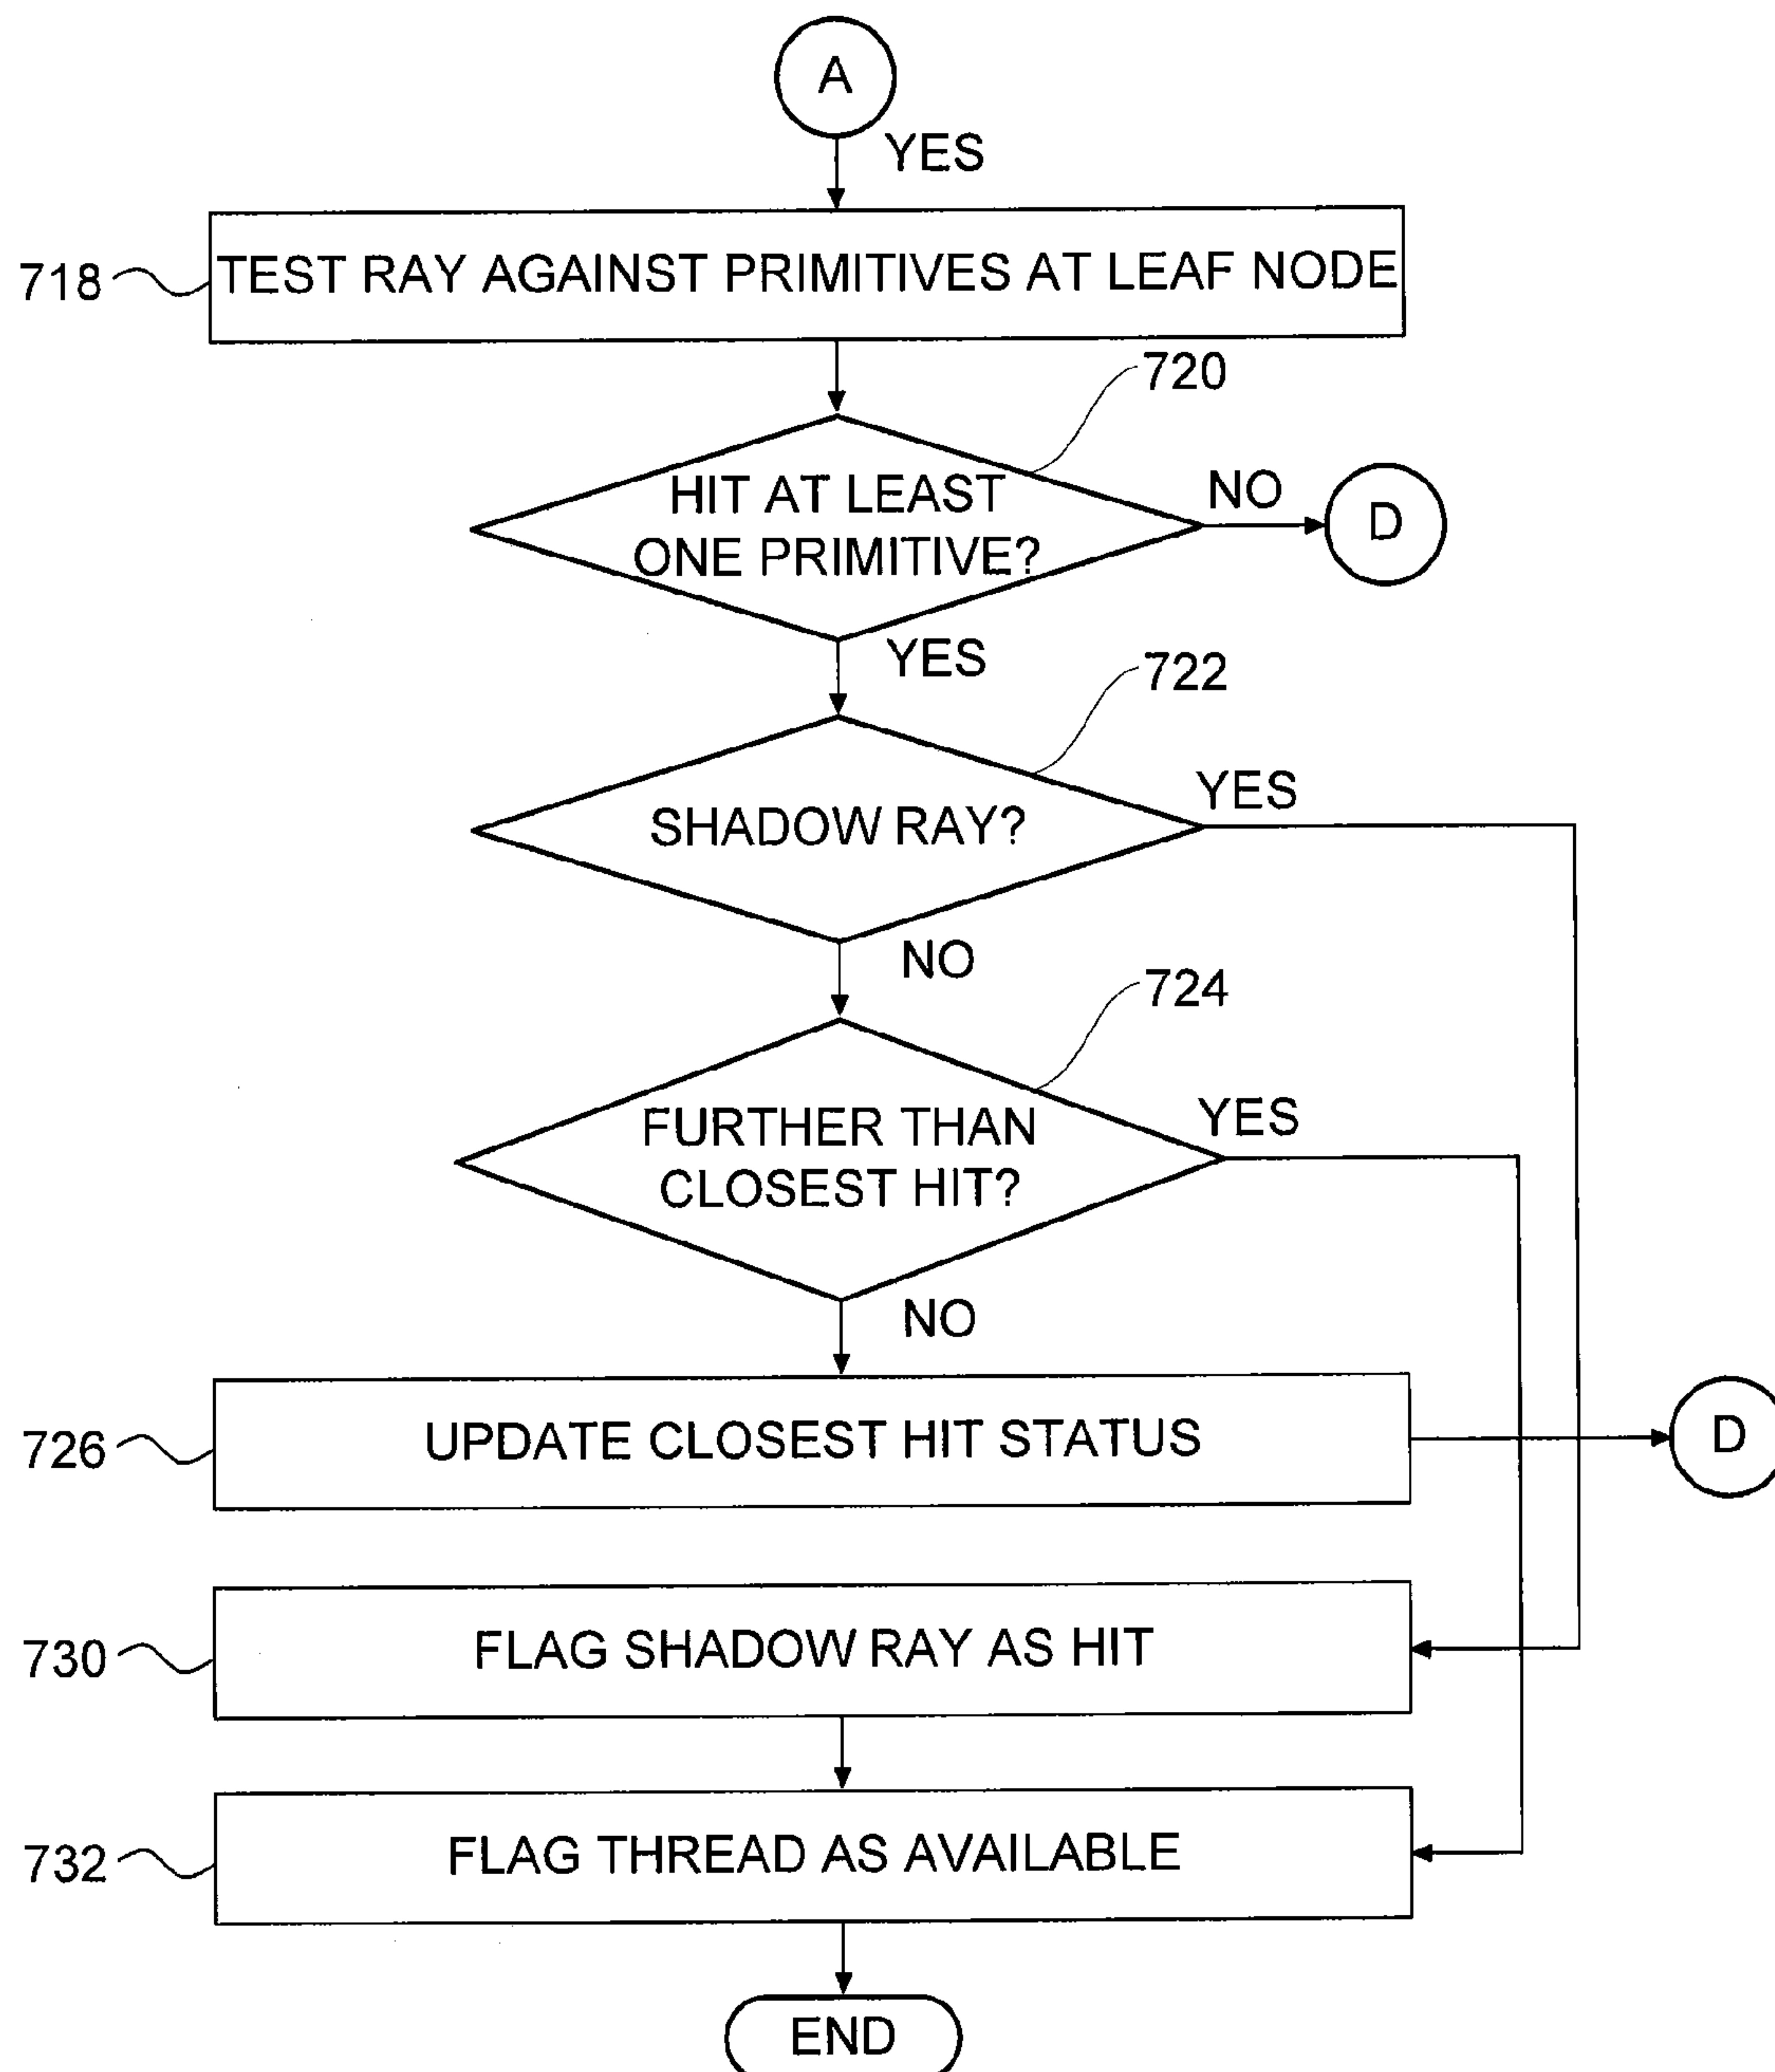 A
YES
718
TEST RAY AGAINST PRIMITIVES AT LEAF NODE
720
HIT AT LEAST
ONE PRIMITIVE?
NO
D
YES
722
SHADOW RAY?
YES
NO
724
FURTHER THAN
CLOSEST HIT?
YES
NO
726
UPDATE CLOSEST HIT STATUS
D
730
FLAG SHADOW RAY AS HIT
732
FLAG THREAD AS AVAILABLE
END